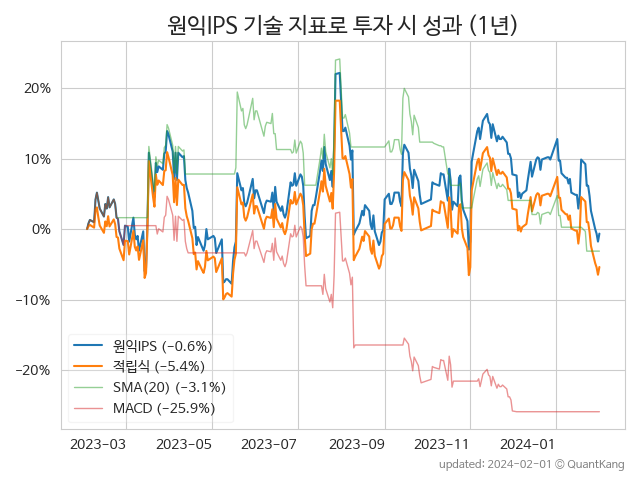 원익IPS 기술 지표로 투자 시 성과 (1년)
20%
10%
0%
−10%
−20%
원익IPS (−0.6%)
적립식 (−5.4%)
SMA(20) (−3.1%)
MACD (−25.9%)
2023-03 2023-05 2023-07 2023-09 2023-11 2024-01
updated: 2024-02-01 © QuantKang